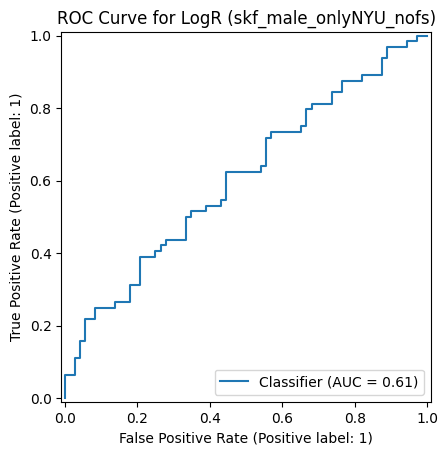 ROC Curve for LogR (skf_male_onlyNYU_nofs)
True Positive Rate (Positive label: 1)
1.0
0.8
0.6
0.4
0.2
0.0
Classifier (AUC = 0.61)
0.0 0.2 0.4 0.6 0.8 1.0
False Positive Rate (Positive label: 1)